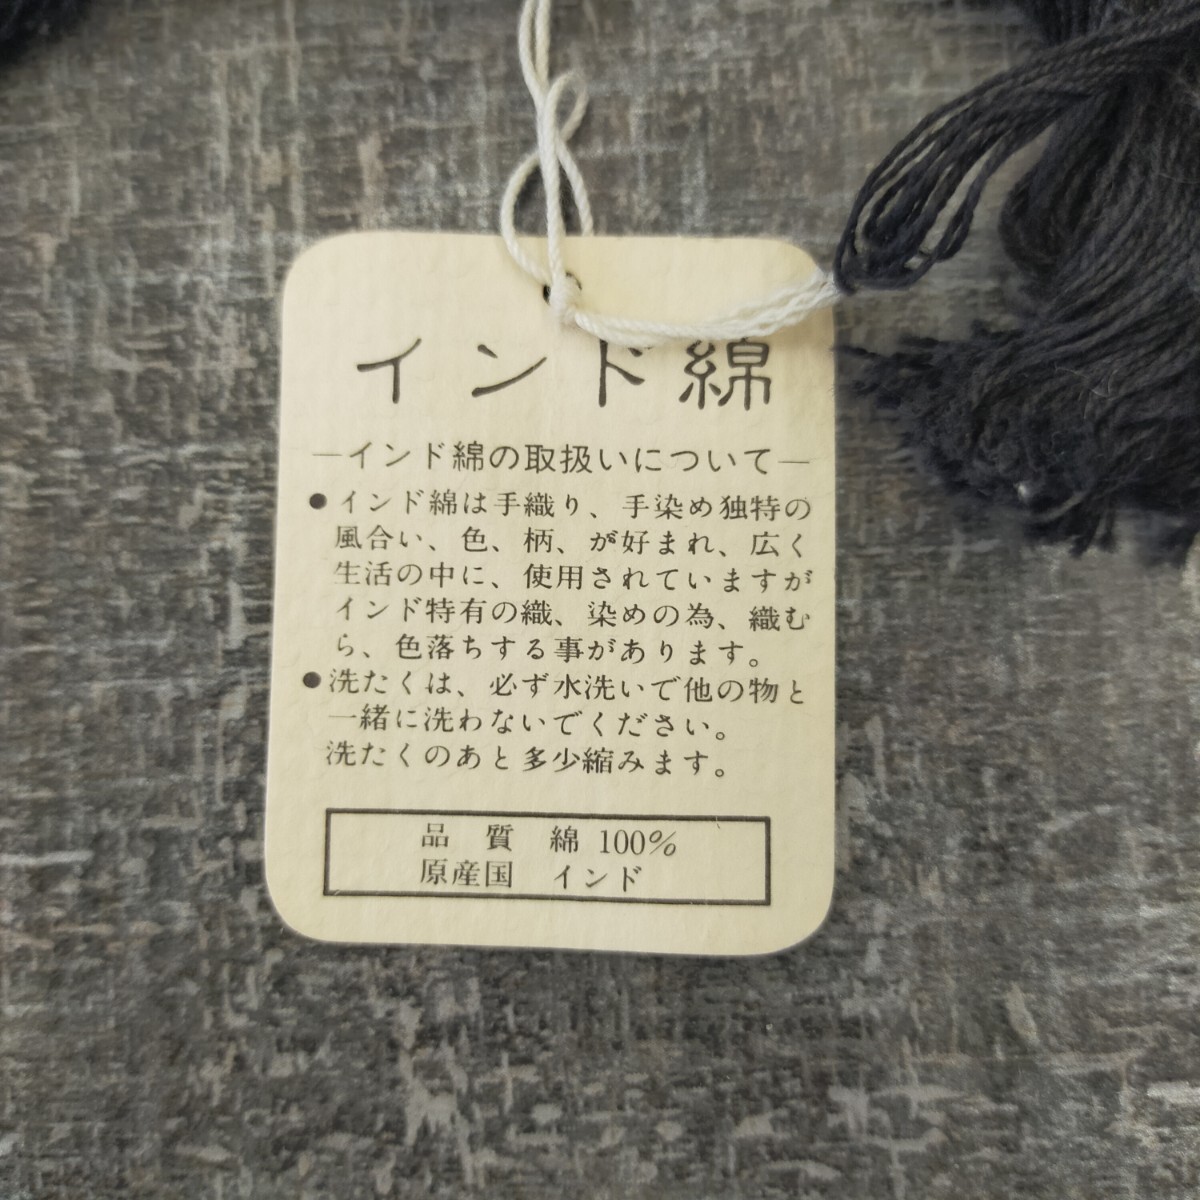 インド綿
―インド綿の取扱いについて―
●インド綿は手織り、手染め独特の
風合い、色、柄、が好まれ、広く
生活の中に、使用されていますが
インド特有の織、染めの為、織む
ら、色落ちする事があります。
●洗たくは、必ず水洗いで他の物と
一緒に洗わないでください。
洗たくのあと多少縮みます。
品 質 綿 100%
原産国 インド